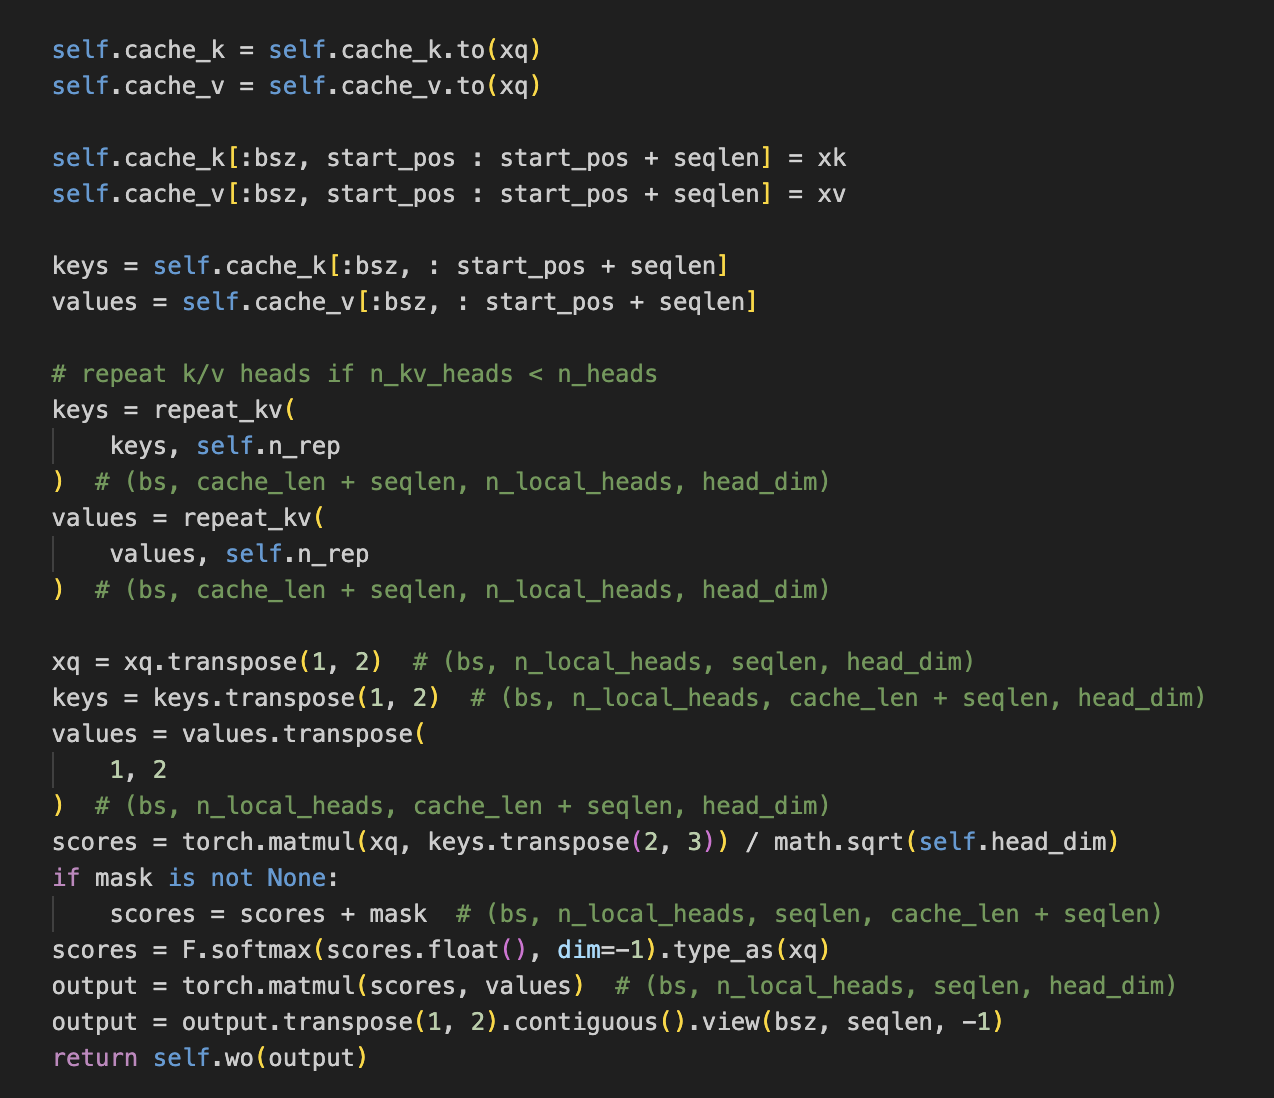 self.cache_k = self.cache_k.to(xq)
self.cache_v = self.cache_v.to(xq)

self.cache_k[:bsz, start_pos : start_pos + seqlen] = xk
self.cache_v[:bsz, start_pos : start_pos + seqlen] = xv

keys = self.cache_k[:bsz, : start_pos + seqlen]
values = self.cache_v[:bsz, : start_pos + seqlen]

# repeat k/v heads if n_kv_heads < n_heads
keys = repeat_kv(
    keys, self.n_rep
)  # (bs, cache_len + seqlen, n_local_heads, head_dim)
values = repeat_kv(
    values, self.n_rep
)  # (bs, cache_len + seqlen, n_local_heads, head_dim)

xq = xq.transpose(1, 2)  # (bs, n_local_heads, seqlen, head_dim)
keys = keys.transpose(1, 2)  # (bs, n_local_heads, cache_len + seqlen, head_dim)
values = values.transpose(
    1, 2
)  # (bs, n_local_heads, cache_len + seqlen, head_dim)
scores = torch.matmul(xq, keys.transpose(2, 3)) / math.sqrt(self.head_dim)
if mask is not None:
    scores = scores + mask  # (bs, n_local_heads, seqlen, cache_len + seqlen)
scores = F.softmax(scores.float(), dim=-1).type_as(xq)
output = torch.matmul(scores, values)  # (bs, n_local_heads, seqlen, head_dim)
output = output.transpose(1, 2).contiguous().view(bsz, seqlen, -1)
return self.wo(output)